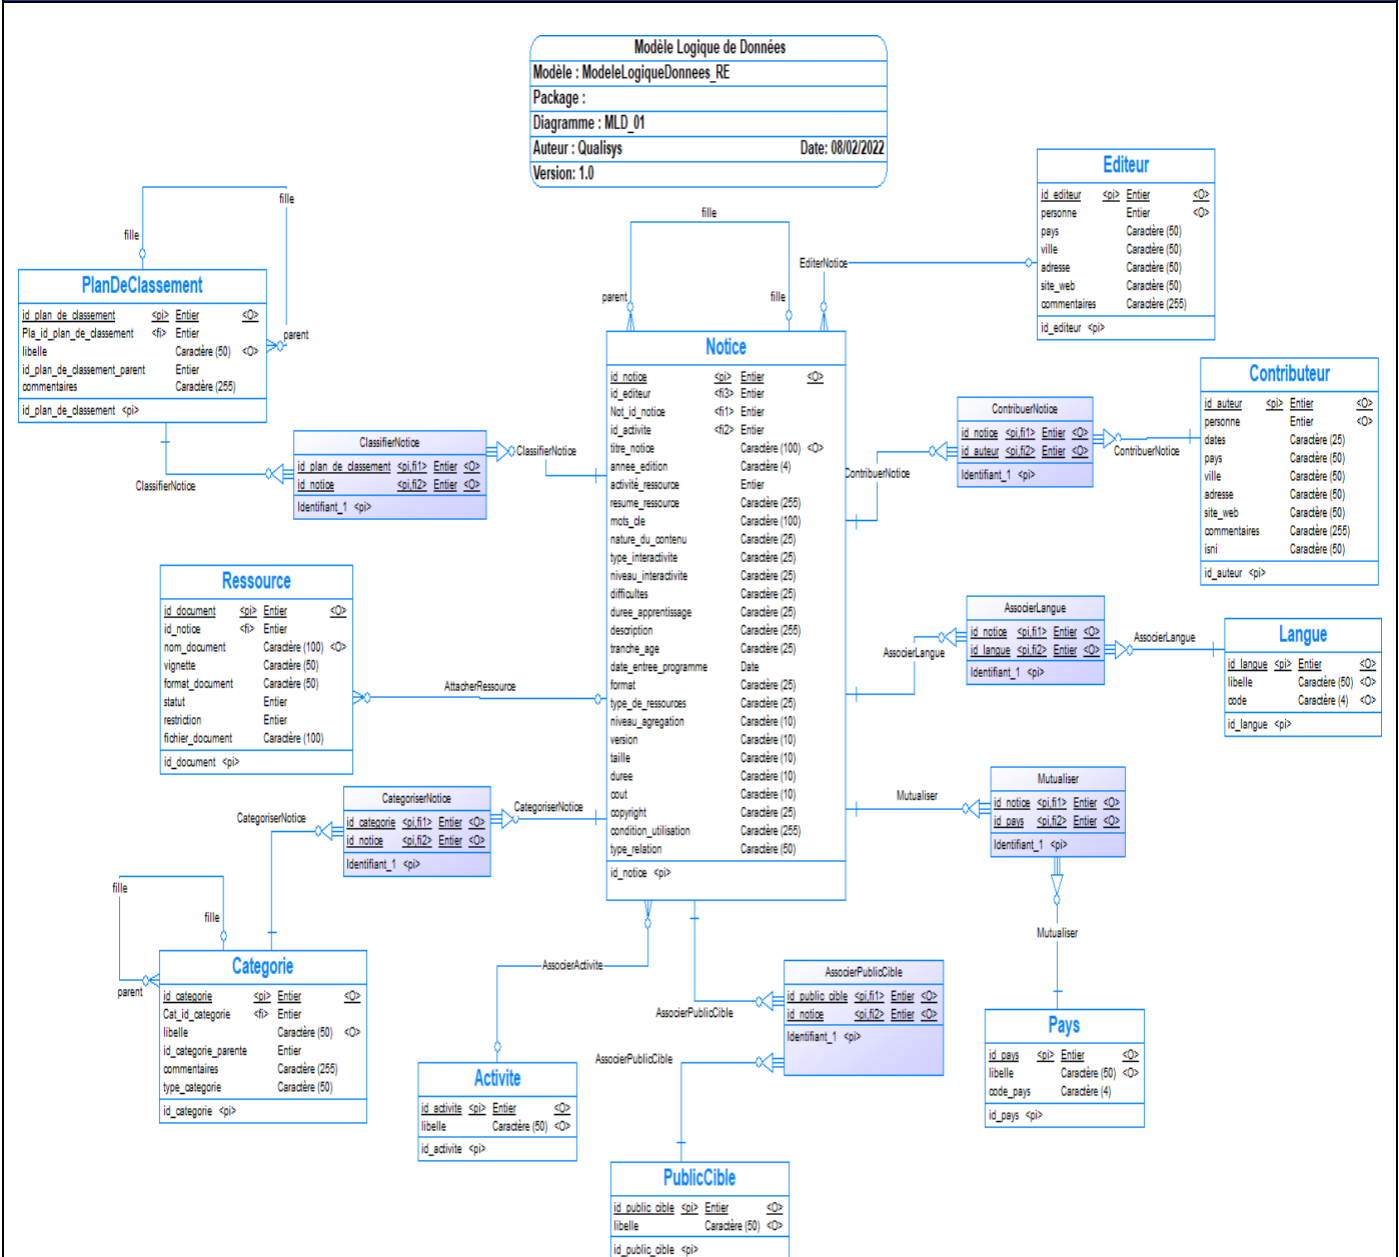 Modèle Logique de Données
Modèle : ModeleLogiqueDonnees_RE
Package :
Diagramme : MLD_01
Auteur : Qualisys Date: 08/02/2022
Version: 1.0
fille
fille
parent
PlanDeClassement
id_plan_de_classement <pi> Entier <O>
Pla_id_plan_de_classement <fi> Entier
libelle Caractère (50) <O>
id_plan_de_classement_parent Entier
commentaires Caractère (255)
id_plan_de_classement <pi>
fille
parent
fille
EditerNotice
Editeur
id_editeur <pi> Entier <O>
personne Entier <O>
pays Caractère (50)
ville Caractère (50)
adresse Caractère (50)
site_web Caractère (50)
commentaires Caractère (255)
id_editeur <pi>
Notice
id_notice <pi> Entier <O>
id_editeur <fi3> Entier
Not_id_notice <fi1> Entier
id_activite <fi2> Entier
titre_notice Caractère (100) <O>
annee_edition Caractère (4)
activité_ressource Entier
resume_ressource Caractère (255)
mots_cle Caractère (100)
nature_du_contenu Caractère (25)
type_interactivite Caractère (25)
niveau_interactivite Caractère (25)
difficultes Caractère (25)
duree_apprentissage Caractère (25)
description Caractère (255)
tranche_age Caractère (25)
date_entree_programme Date
format Caractère (25)
type_de_ressources Caractère (25)
niveau_agregation Caractère (10)
version Caractère (10)
taille Caractère (10)
duree Caractère (10)
cout Caractère (10)
copyright Caractère (25)
condition_utilisation Caractère (255)
type_relation Caractère (50)
id_notice <pi>
Contributeur
id_auteur <pi> Entier <O>
personne Entier <O>
dates Caractère (25)
pays Caractère (50)
ville Caractère (50)
adresse Caractère (50)
site_web Caractère (50)
commentaires Caractère (255)
isni Caractère (50)
id_auteur <pi>
ContribuerNotice
id_notice <pi,fi1> Entier <O>
id_auteur <pi,fi2> Entier <O>
Identifiant_1 <pi>
ContribuerNotice
ContribuerNotice
ClassifierNotice
id_plan_de_classement <pi,fi1> Entier <O>
id_notice <pi,fi2> Entier <O>
Identifiant_1 <pi>
ClassifierNotice
ClassifierNotice
Ressource
id_document <pi> Entier <O>
id_notice <fi> Entier
nom_document Caractère (100) <O>
vignette Caractère (50)
format_document Caractère (50)
statut Entier
restriction Entier
fichier_document Caractère (100)
id_document <pi>
AttacherRessource
AssocierLangue
id_notice <pi,fi1> Entier <O>
id_langue <pi,fi2> Entier <O>
Identifiant_1 <pi>
AssocierLangue
AssocierLangue
Langue
id_langue <pi> Entier <O>
libelle Caractère (50) <O>
code Caractère (4) <O>
id_langue <pi>
CategoriserNotice
id_categorie <pi,fi1> Entier <O>
id_notice <pi,fi2> Entier <O>
Identifiant_1 <pi>
CategoriserNotice
CategoriserNotice
Mutualiser
Mutualiser
id_notice <pi,fi1> Entier <O>
id_pays <pi,fi2> Entier <O>
Identifiant_1 <pi>
Mutualiser
fille
fille
parent
Categorie
id_categorie <pi> Entier <O>
Cat_id_categorie <fi> Entier
libelle Caractère (50) <O>
id_categorie_parente Entier
commentaires Caractère (255)
type_categorie Caractère (50)
id_categorie <pi>
AssocierActivite
Activite
id_activite <pi> Entier <O>
libelle Caractère (50) <O>
id_activite <pi>
AssocierPublicCible
id_public_cible <pi,fi1> Entier <O>
id_notice <pi,fi2> Entier <O>
Identifiant_1 <pi>
AssocierPublicCible
AssocierPublicCible
Pays
id_pays <pi> Entier <O>
libelle Caractère (50) <O>
code_pays Caractère (4)
id_pays <pi>
PublicCible
id_public_cible <pi> Entier <O>
libelle Caractère (50) <O>
id_public_cible <pi>